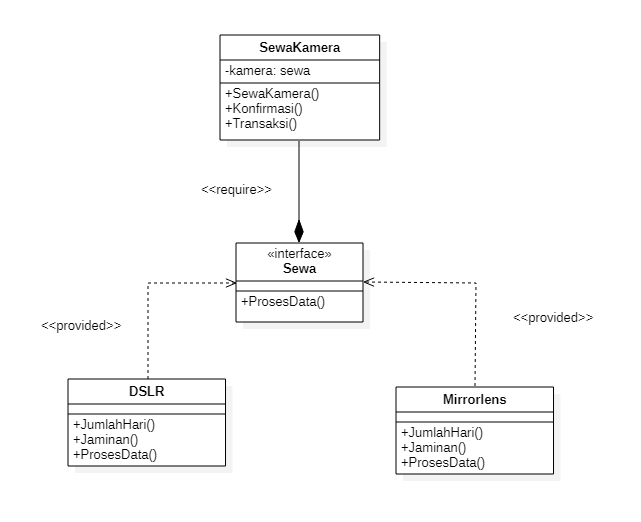 SewaKamera
-kamera: sewa
+SewaKamera()
+Konfirmasi()
+Transaksi()
<<require>>
«interface»
Sewa
+ProsesData()
<<provided>>
<<provided>>
DSLR
+JumlahHari()
+Jaminan()
+ProsesData()
Mirrorlens
+JumlahHari()
+Jaminan()
+ProsesData()